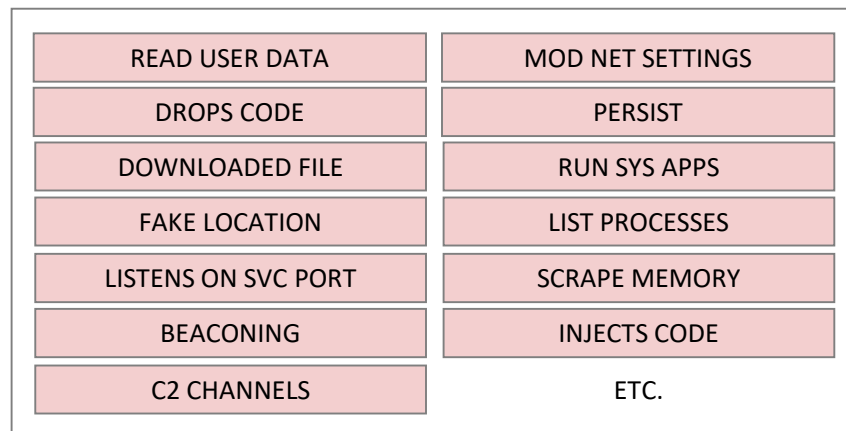 READ USER DATA
MOD NET SETTINGS
DROPS CODE
PERSIST
DOWNLOADED FILE
RUN SYS APPS
FAKE LOCATION
LIST PROCESSES
LISTENS ON SVC PORT
SCRAPE MEMORY
BEACONING
INJECTS CODE
C2 CHANNELS
ETC.